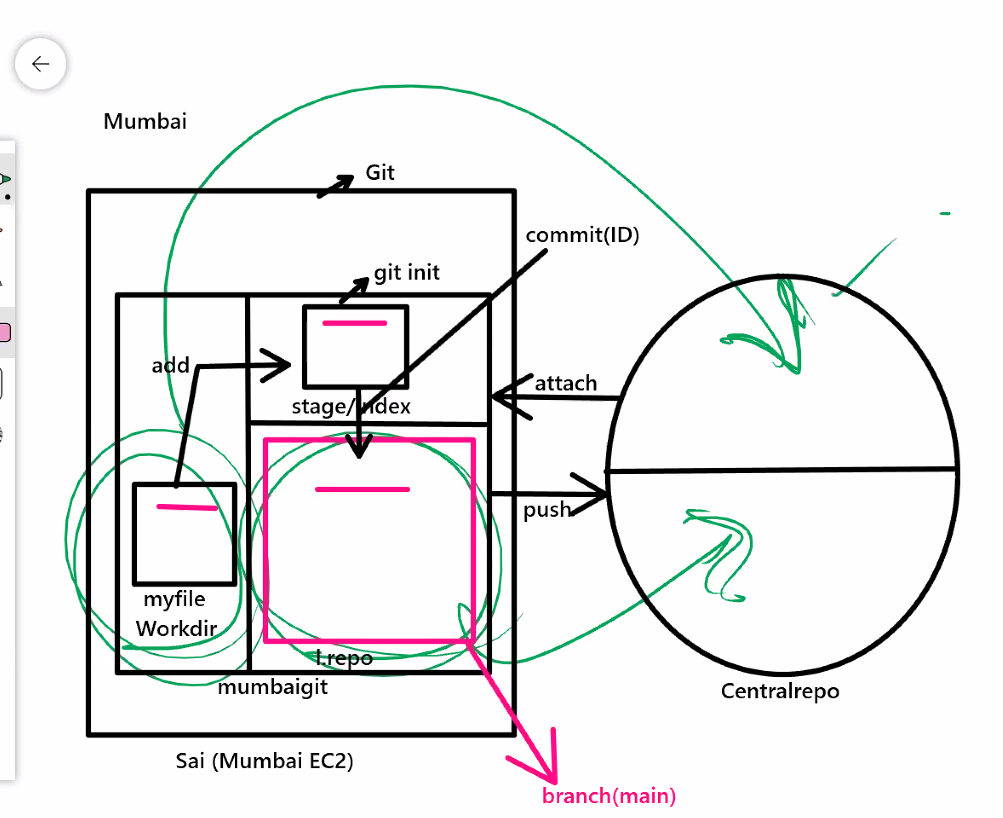 Mumbai
Git
commit(ID)
git init
add
attach
stage/index
push
myfile
Workdir
l.repo
mumbaigit
Centralrepo
Sai (Mumbai EC2)
branch(main)